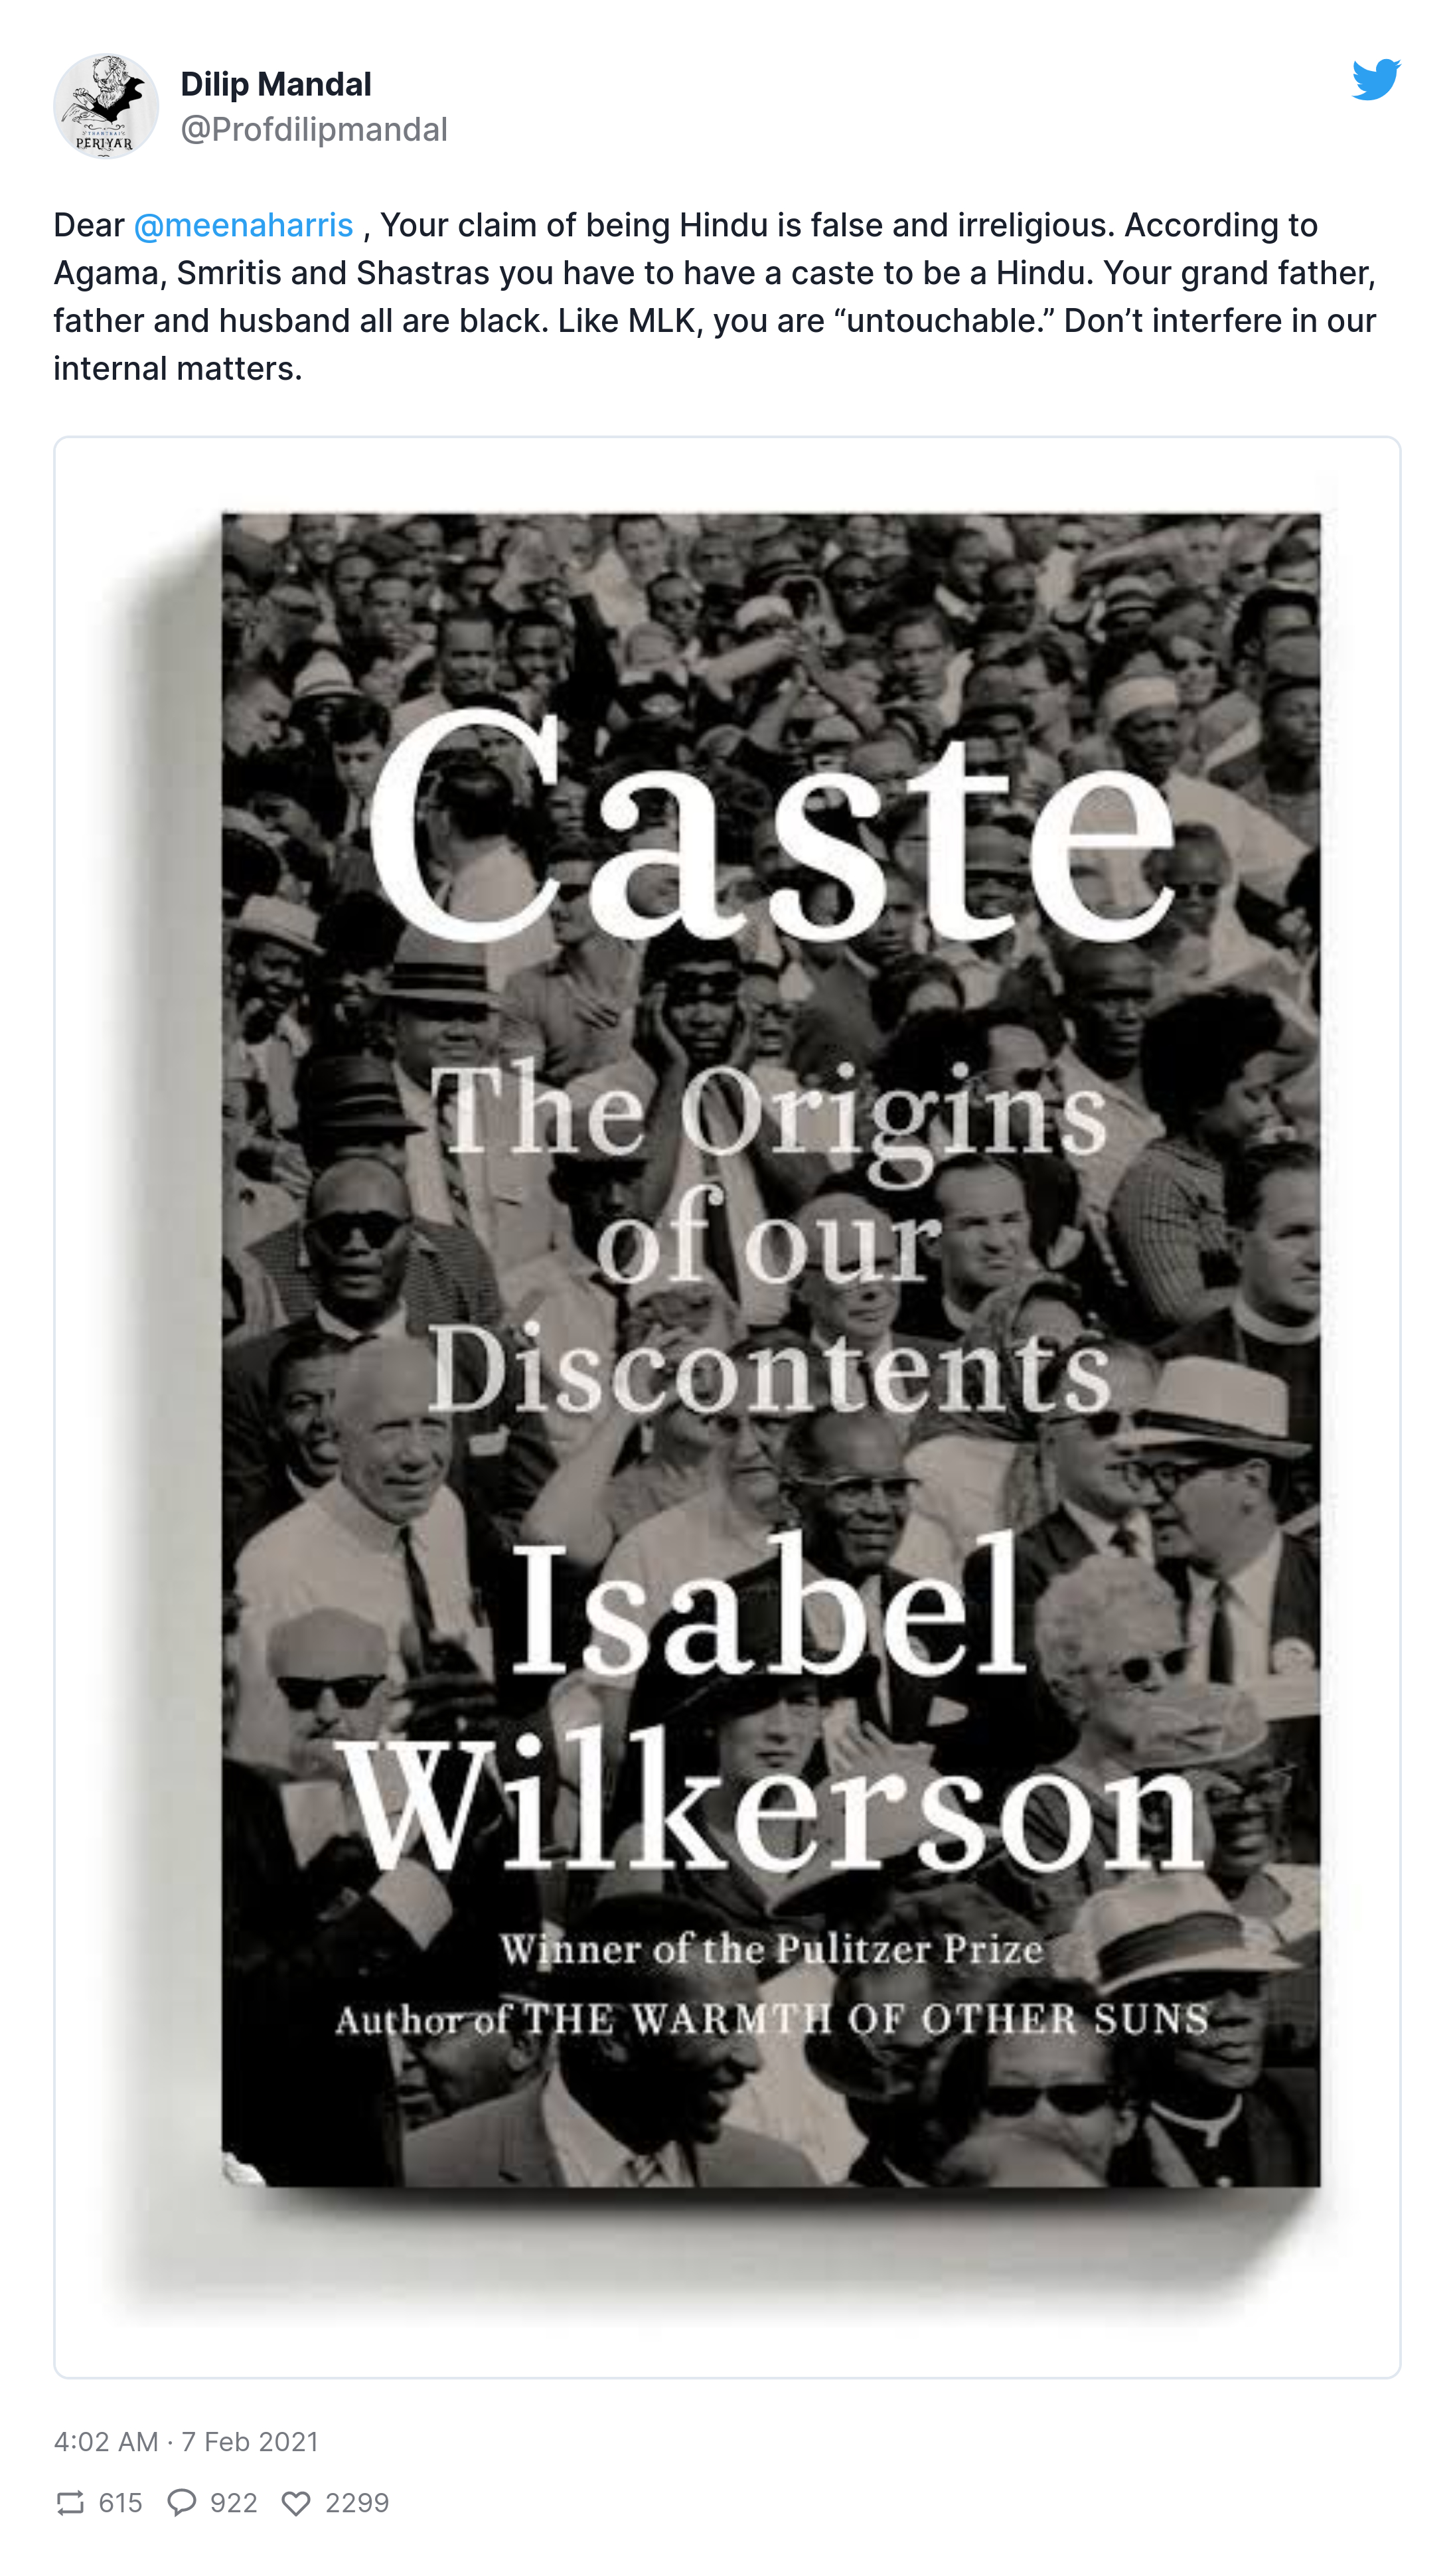 Dilip Mandal
@Profdilipmandal
PERIYAR
Dear @meenaharris , Your claim of being Hindu is false and irreligious. According to
Agama, Smritis and Shastras you have to have a caste to be a Hindu. Your grand father,
father and husband all are black. Like MLK, you are “untouchable.” Don’t interfere in our
internal matters.
Caste
The Origins
of our
Discontents
Isabel
Wilkerson
Winner of the Pulitzer Prize
Author of THE WARMTH OF OTHER SUNS
4:02 AM · 7 Feb 2021
615 922 2299